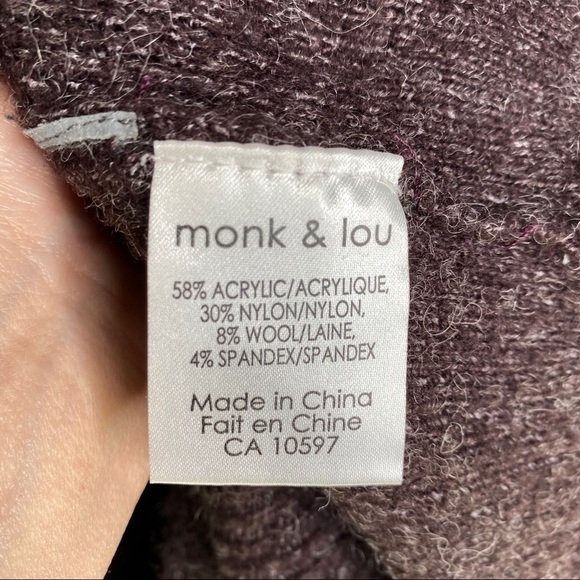 monk & lou
58% ACRYLIC/ACRYLIQUE,
30% NYLON/NYLON,
8% WOOL/LAINE,
4% SPANDEX/SPANDEX
Made in China
Fait en Chine
CA 10597